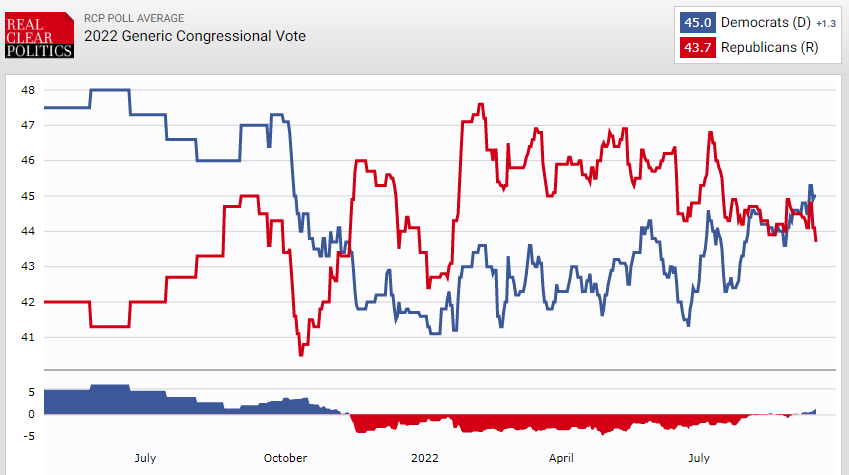 REAL
CLEAR
POLITICS
RCP POLL AVERAGE
2022 Generic Congressional Vote
45.0 Democrats (D) +1.3
43.7 Republicans (R)
48
47
46
45
44
43
42
41
5
0
-5
July October 2022 April July